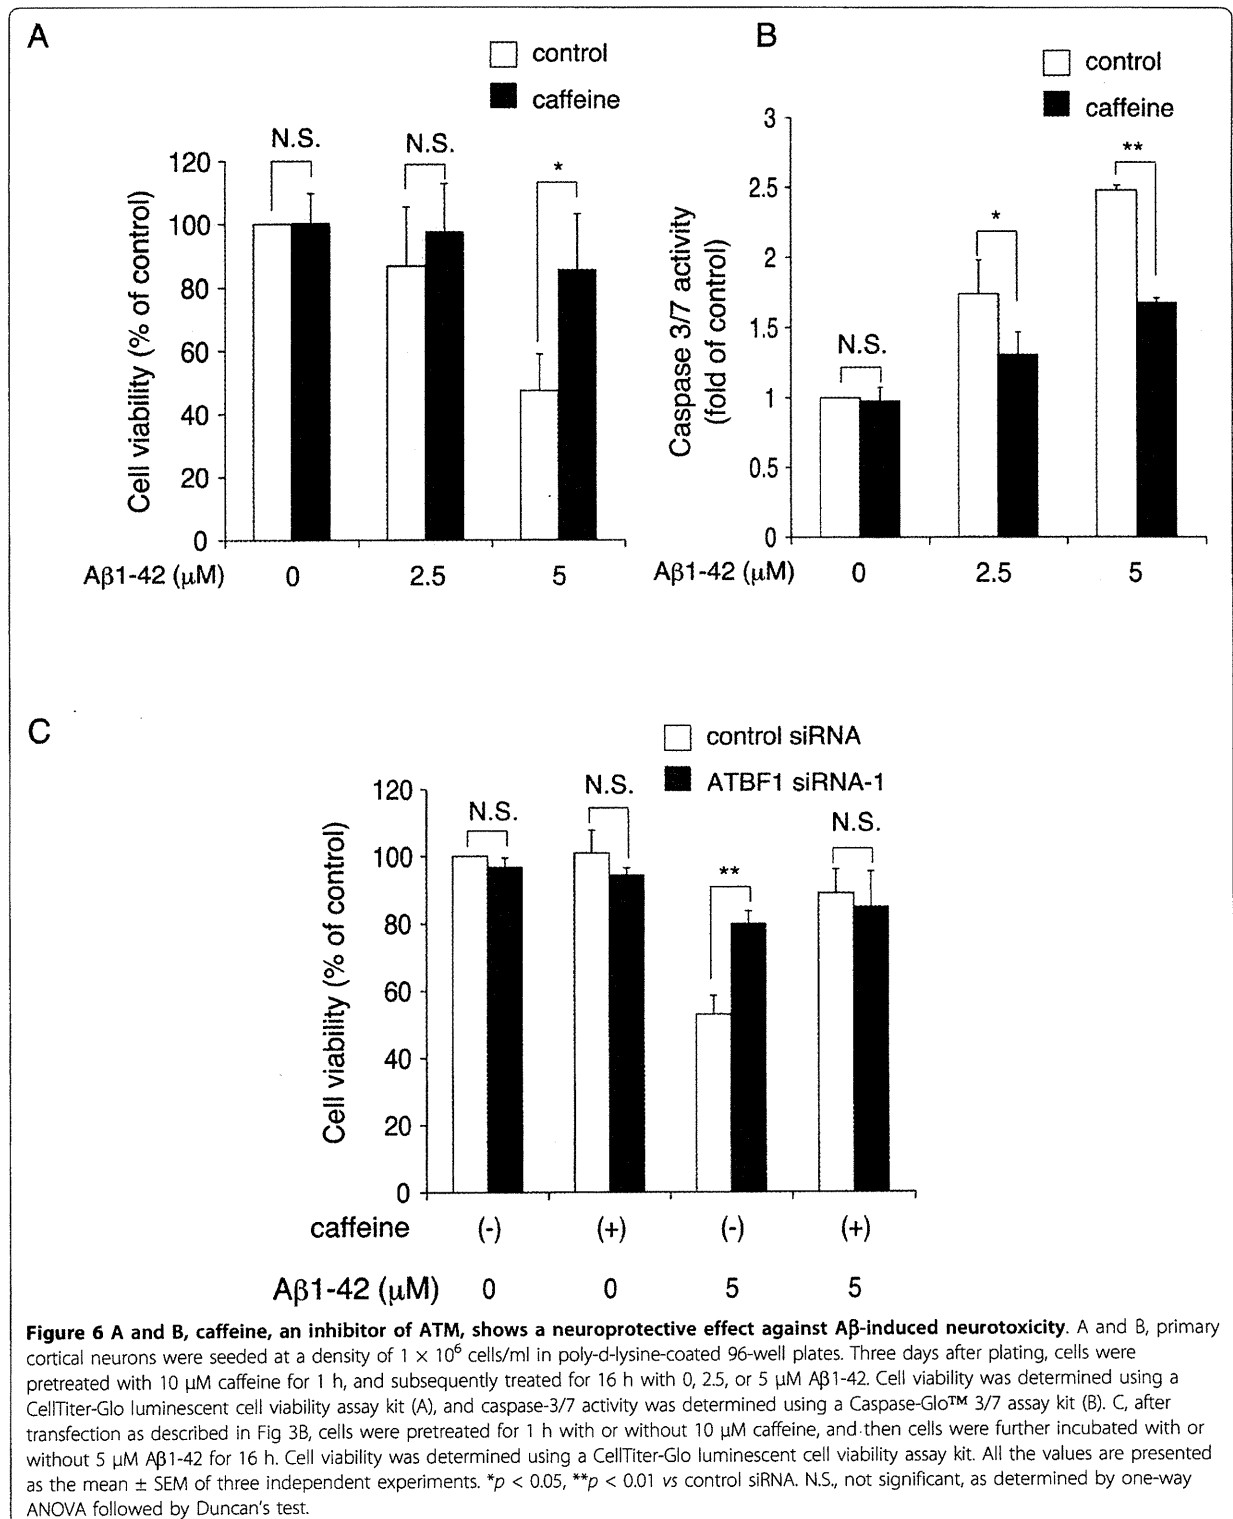 A
control
caffeine
N.S.
N.S.
*
120
100
80
60
40
20
0
Cell viability (% of control)
Aβ1-42 (μM)
0
2.5
5
B
control
caffeine
**
*
N.S.
3
2.5
2
1.5
1
0.5
0
Caspase 3/7 activity
(fold of control)
Aβ1-42 (μM)
0
2.5
5
C
control siRNA
ATBF1 siRNA-1
N.S.
N.S.
**
N.S.
120
100
80
60
40
20
0
Cell viability (% of control)
caffeine (-) (+) (-) (+)
Aβ1-42 (μM) 0 0 5 5
Figure 6 A and B, caffeine, an inhibitor of ATM, shows a neuroprotective effect against Aβ-induced neurotoxicity. A and B, primary
cortical neurons were seeded at a density of 1 × 10⁶ cells/ml in poly-d-lysine-coated 96-well plates. Three days after plating, cells were
pretreated with 10 μM caffeine for 1 h, and subsequently treated for 16 h with 0, 2.5, or 5 μM Aβ1-42. Cell viability was determined using a
CellTiter-Glo luminescent cell viability assay kit (A), and caspase-3/7 activity was determined using a Caspase-Glo™ 3/7 assay kit (B). C, after
transfection as described in Fig 3B, cells were pretreated for 1 h with or without 10 μM caffeine, and then cells were further incubated with or
without 5 μM Aβ1-42 for 16 h. Cell viability was determined using a CellTiter-Glo luminescent cell viability assay kit. All the values are presented
as the mean ± SEM of three independent experiments. *p < 0.05, **p < 0.01 vs control siRNA. N.S., not significant, as determined by one-way
ANOVA followed by Duncan's test.